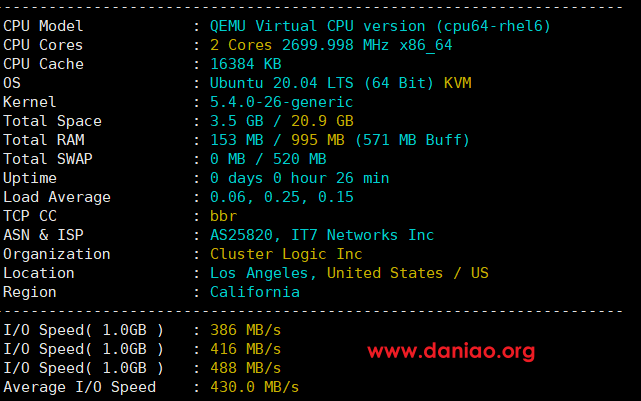 CPU Model : QEMU Virtual CPU version (cpu64-rhel6)
CPU Cores : 2 Cores 2699.998 MHz x86_64
CPU Cache : 16384 KB
OS : Ubuntu 20.04 LTS (64 Bit) KVM
Kernel : 5.4.0-26-generic
Total Space : 3.5 GB / 20.9 GB
Total RAM : 153 MB / 995 MB (571 MB Buff)
Total SWAP : 0 MB / 520 MB
Uptime : 0 days 0 hour 26 min
Load Average : 0.06, 0.25, 0.15
TCP CC : bbr
ASN & ISP : AS25820, IT7 Networks Inc
Organization : Cluster Logic Inc
Location : Los Angeles, United States / US
Region : California
I/O Speed( 1.0GB ) : 386 MB/s
I/O Speed( 1.0GB ) : 416 MB/s
I/O Speed( 1.0GB ) : 488 MB/s
Average I/O Speed : 430.0 MB/s
www.daniao.org